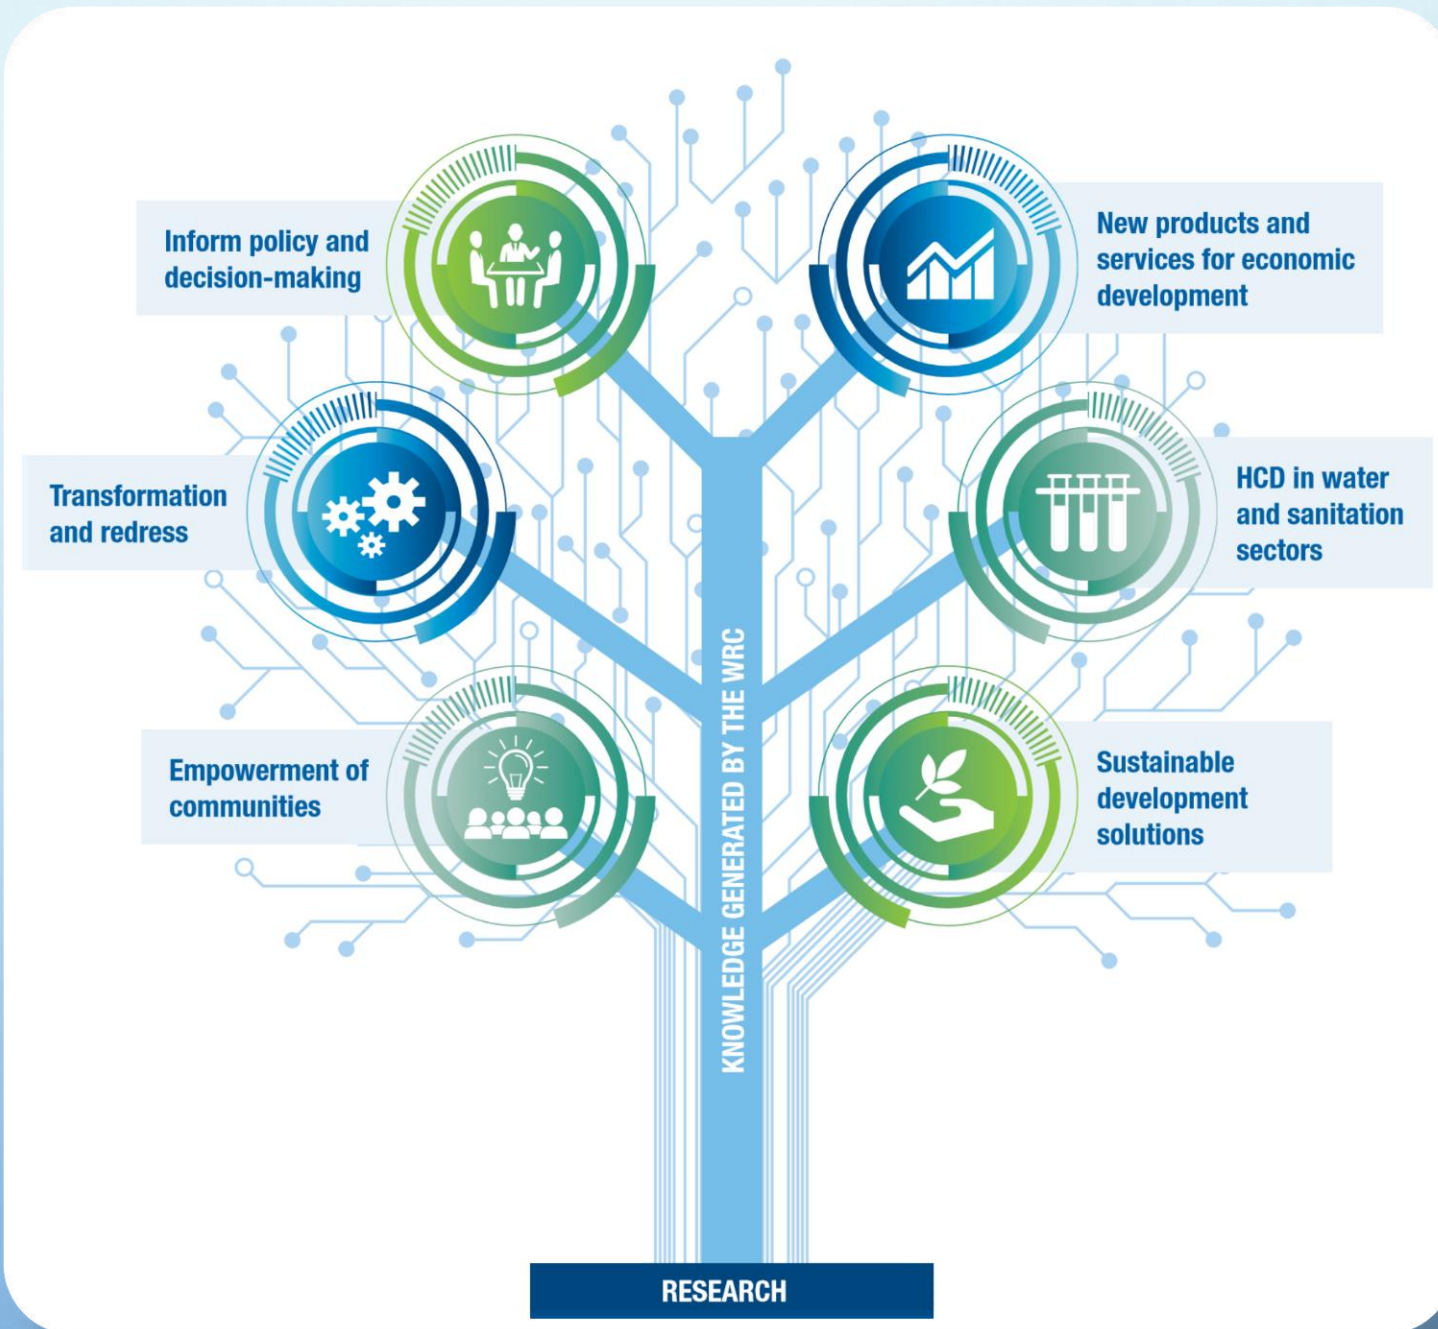 Inform policy and
decision-making
New products and
services for economic
development
Transformation
and redress
HCD in water
and sanitation
sectors
Empowerment of
communities
Sustainable
development
solutions
KNOWLEDGE GENERATED BY THE WRC
RESEARCH